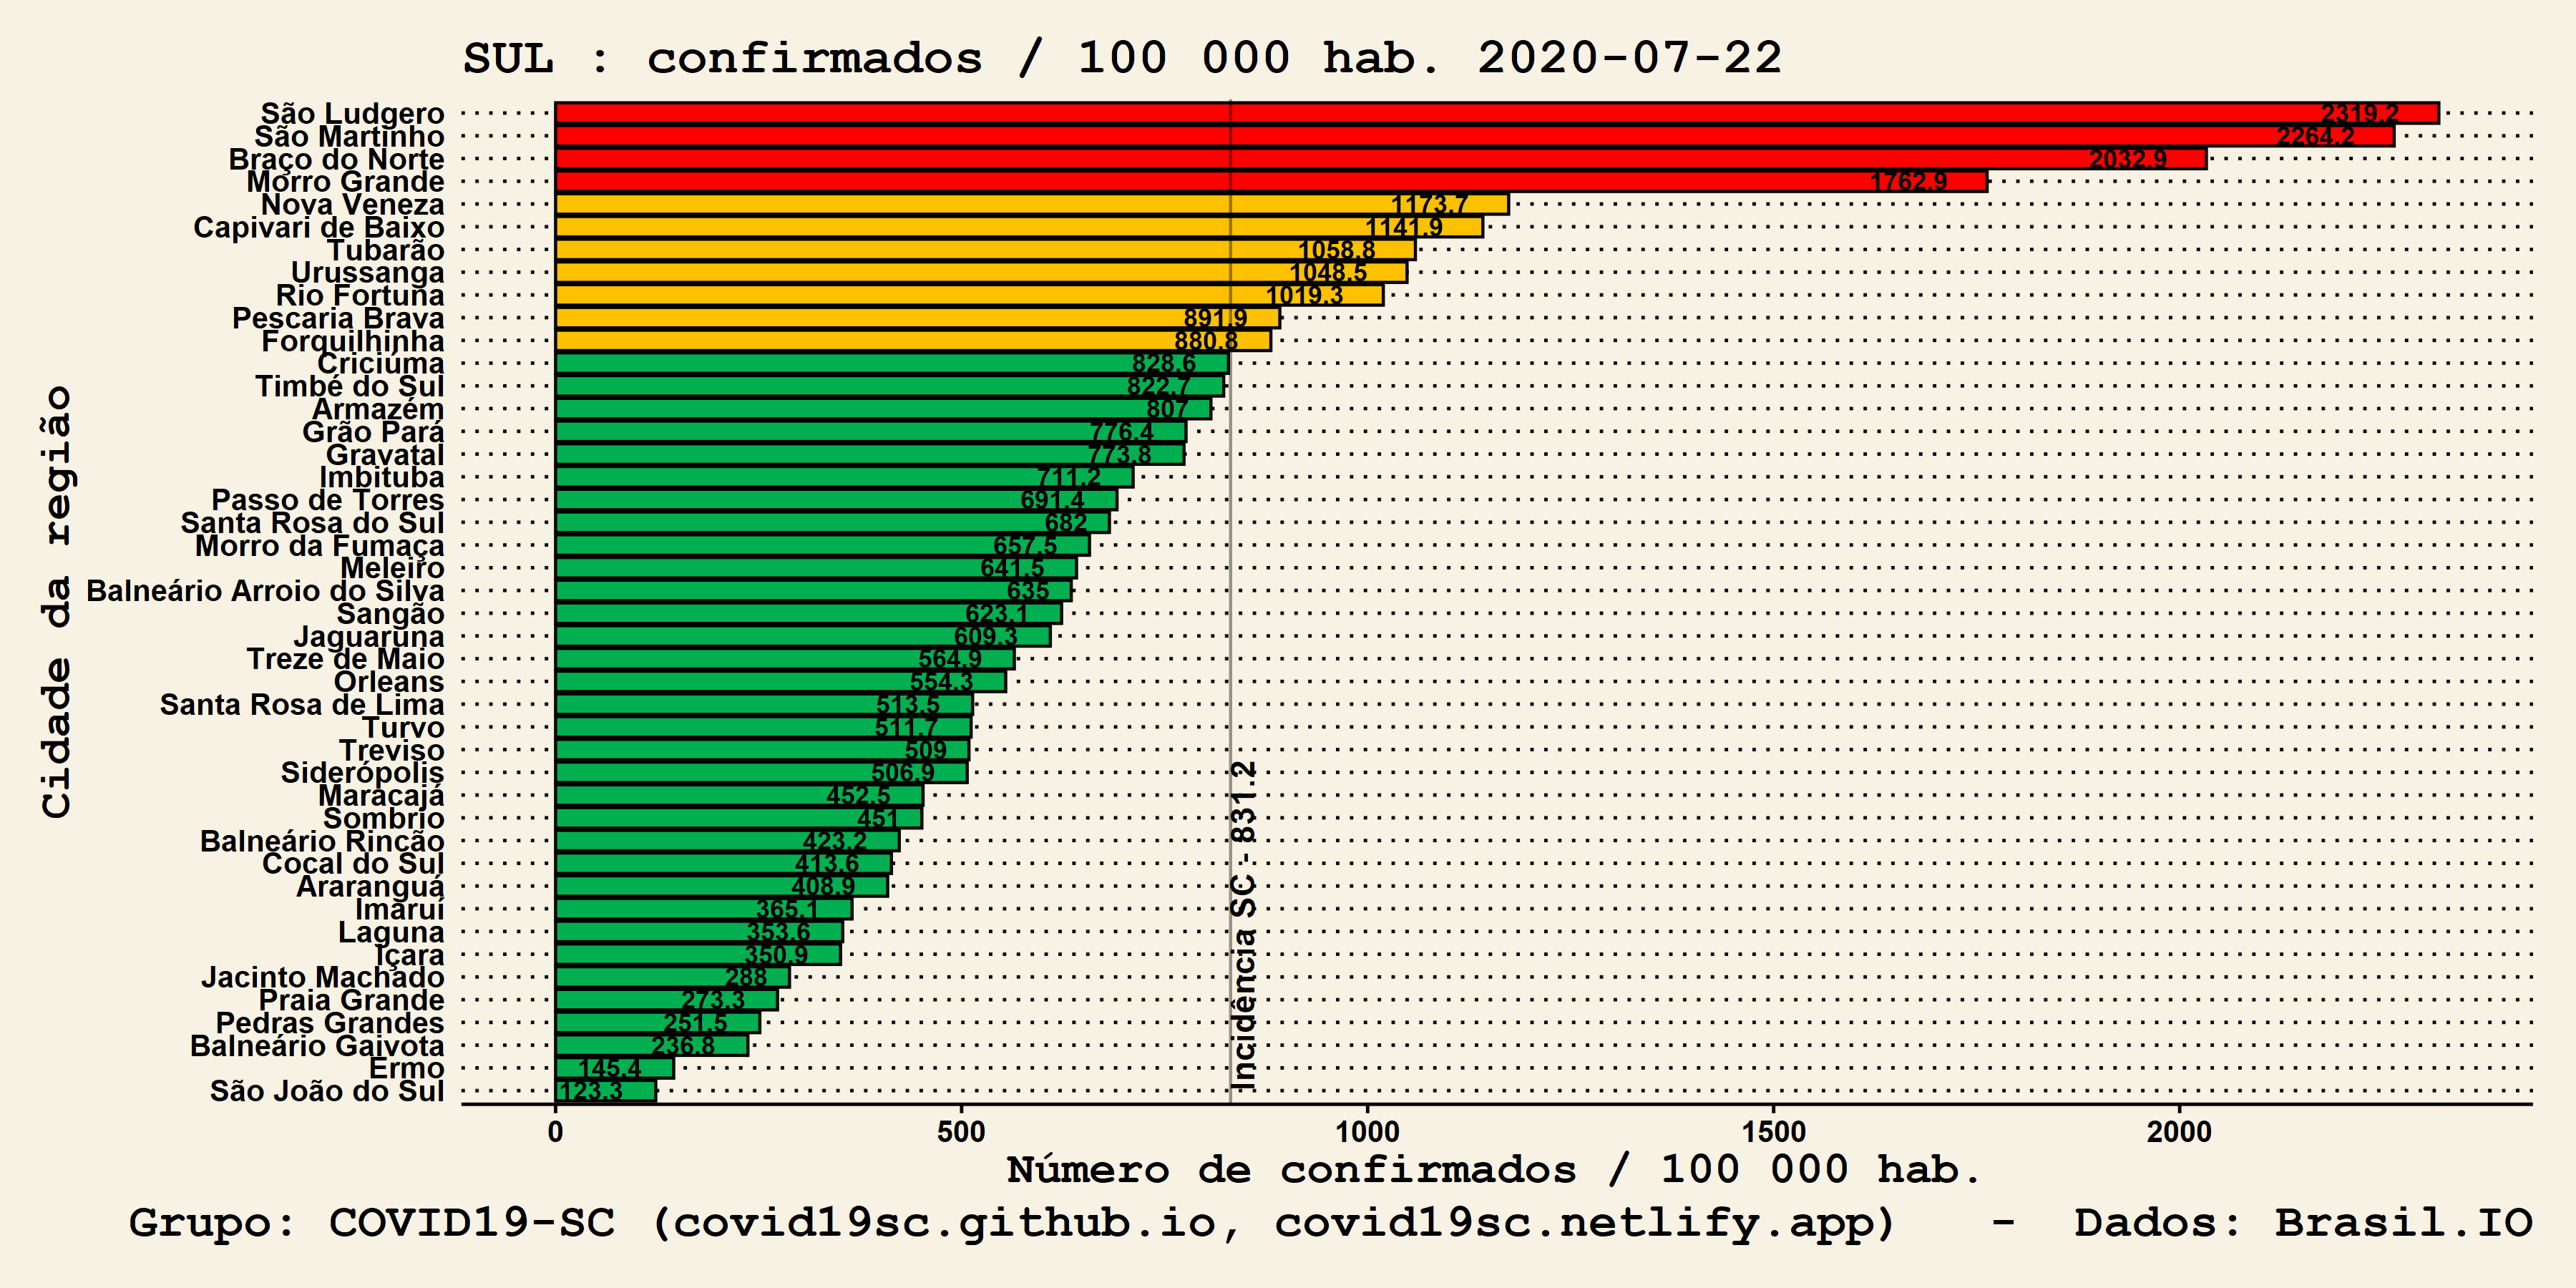 SUL : confirmados / 100 000 hab. 2020-07-22
Cidade da região
São Ludgero 2319.2
São Martinho 2264.2
Braço do Norte 2032.9
Morro Grande 1762.9
Nova Veneza 1173.7
Capivari de Baixo 1141.9
Tubarão 1058.8
Urussanga 1048.5
Rio Fortuna 1019.3
Pescaria Brava 891.9
Forquilhinha 880.8
Criciúma 828.6
Timbé do Sul 822.7
Armazém 807
Grão Pará 776.4
Gravatal 773.8
Imbituba 711.2
Passo de Torres 691.4
Santa Rosa do Sul 682
Morro da Fumaça 657.5
Meleiro 641.5
Balneário Arroio do Silva 635
Sangão 623.1
Jaguaruna 609.3
Treze de Maio 564.9
Orleans 554.3
Santa Rosa de Lima 513.5
Turvo 511.7
Treviso 509
Siderópolis 506.9
Maracajá 452.5
Sombrio 451
Balneário Rincão 423.2
Cocal do Sul 413.6
Araranguá 408.9
Imaruí 365.1
Laguna 353.6
Içara 350.9
Jacinto Machado 288
Praia Grande 273.3
Pedras Grandes 251.5
Balneário Gaivota 236.8
Ermo 145.4
São João do Sul 123.3
Incidência SC - 831.2
0 500 1000 1500 2000
Número de confirmados / 100 000 hab.
Grupo: COVID19-SC (covid19sc.github.io, covid19sc.netlify.app) - Dados: Brasil.IO